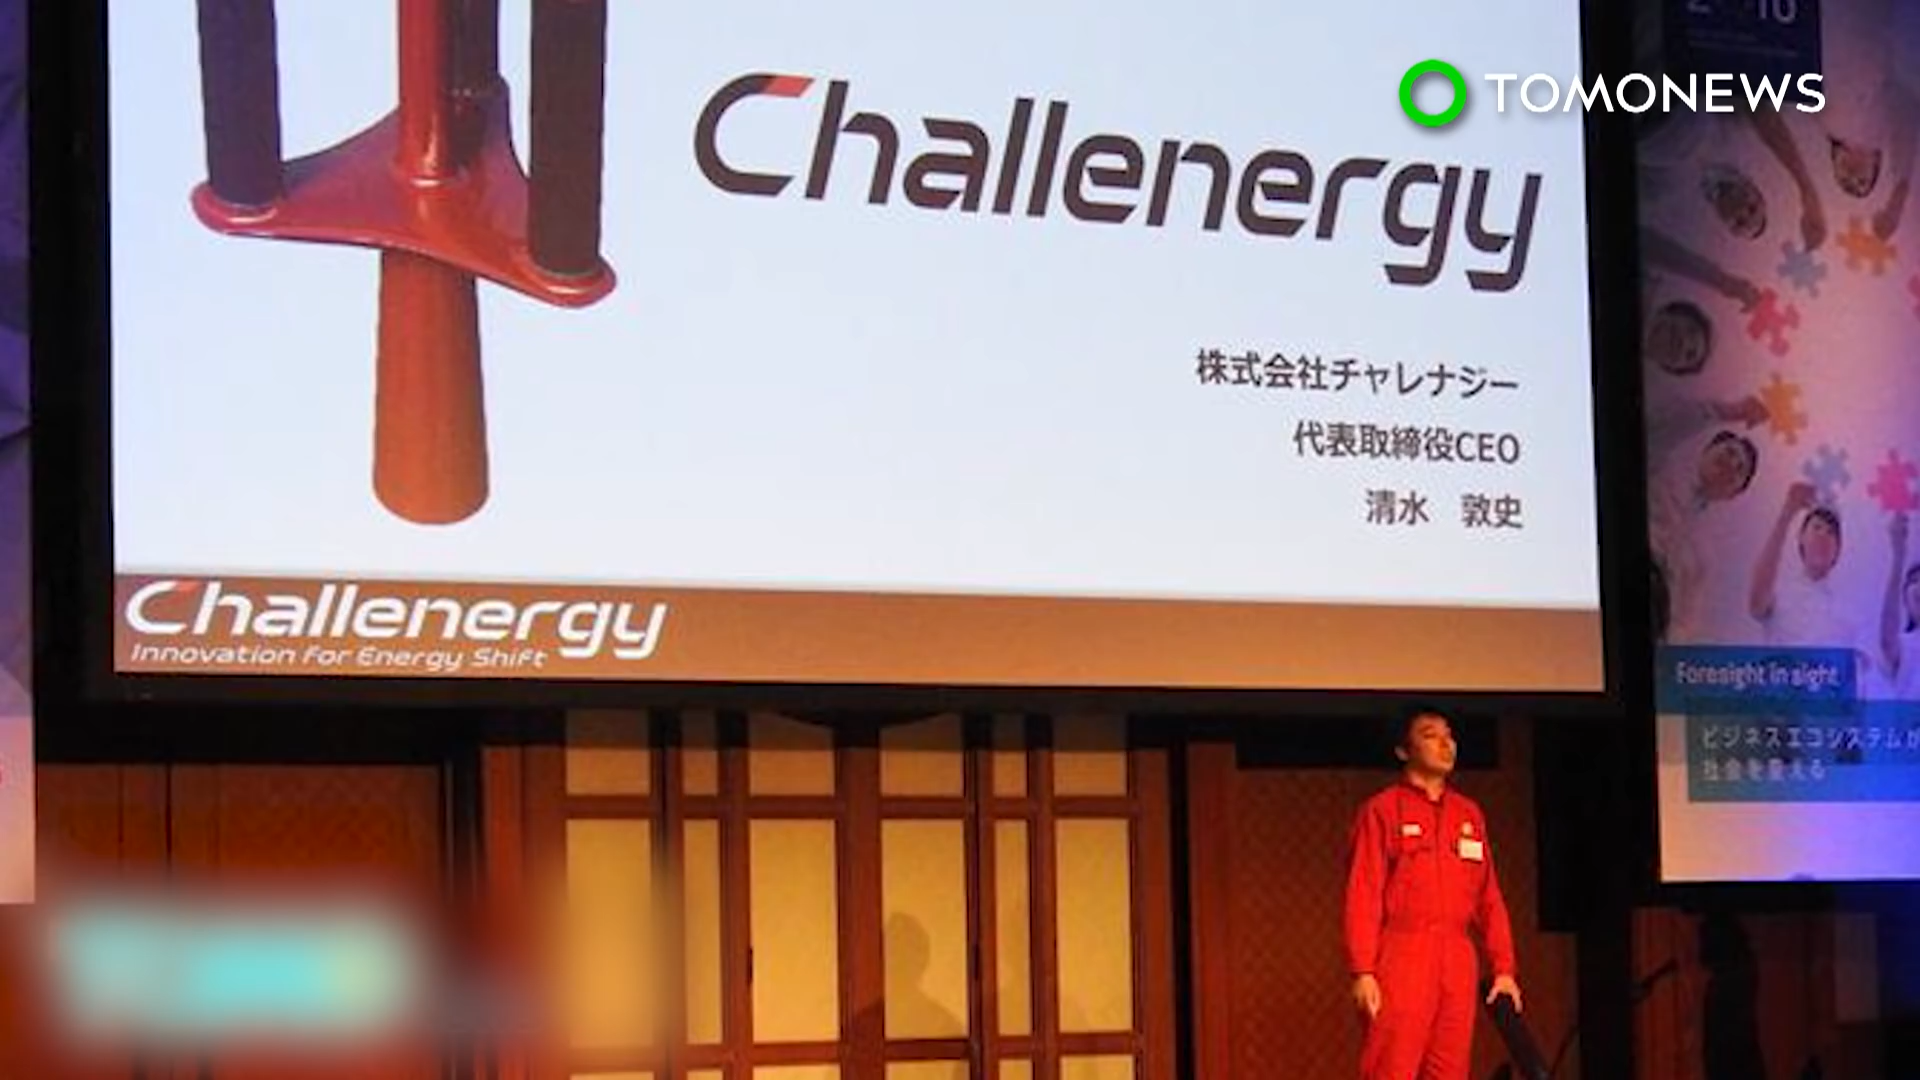 TOMONEWS
Challenergy
株式会社チャレナジー
代表取締役CEO
清水 敦史
Challenergy
Innovation for Energy Shift
Foresight in sight
ビジネスエコシステムが
社会を変える